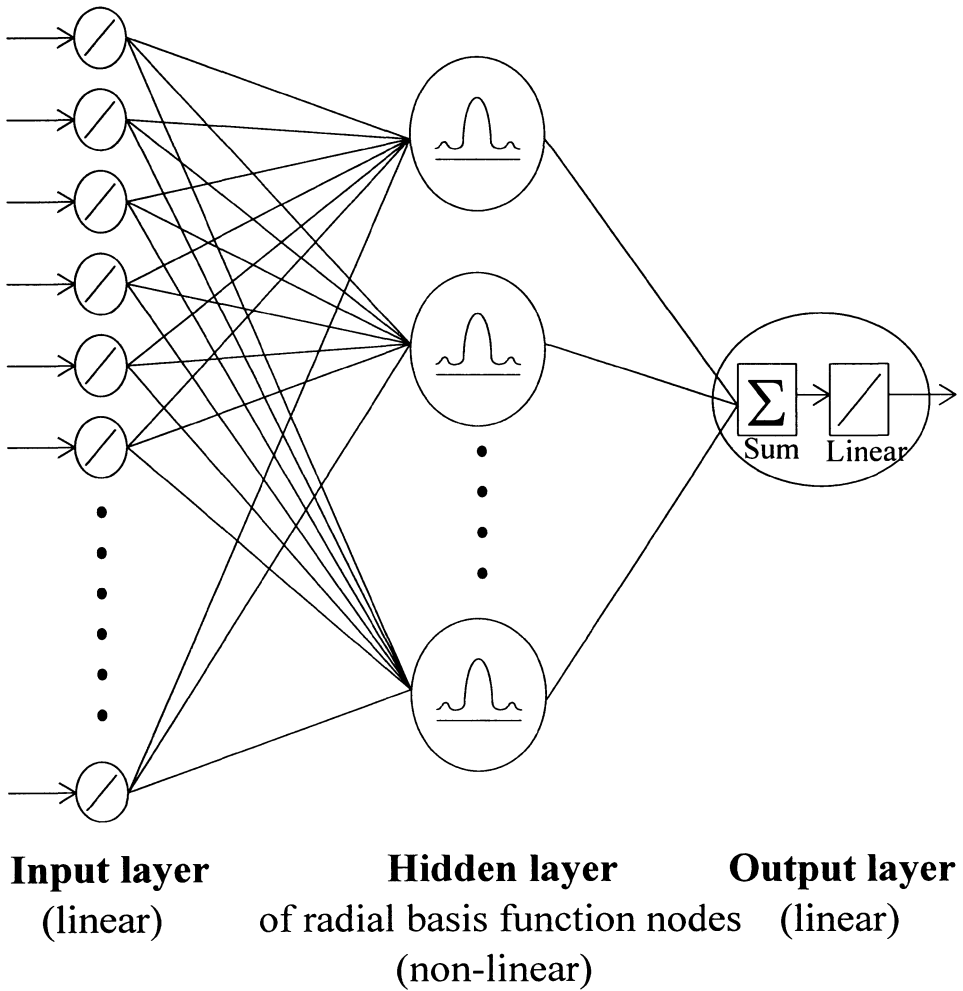 Σ
Sum Linear
Input layer
(linear)
Hidden layer
of radial basis function nodes
(non-linear)
Output layer
(linear)